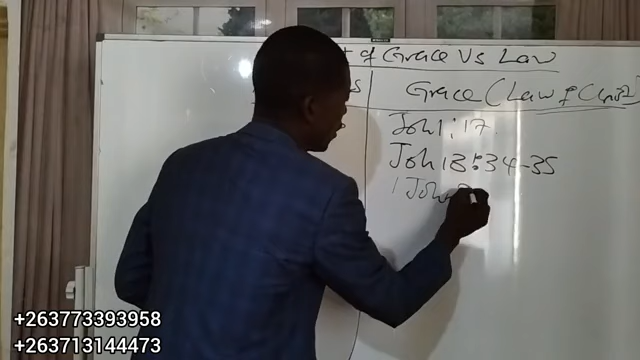 of Grace Vs Law
s
Grace (Law of Christ)
Joh 1:17
Joh 13:34-35
1 Joh
+263773393958
+263713144473